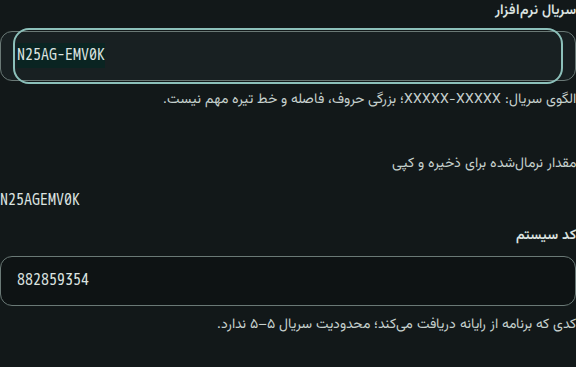 سریال نرم‌افزار
N25AG-EMV0K
الگوی سریال: XXXXX-XXXXX؛ بزرگی حروف، فاصله و خط تیره مهم نیست.
مقدار نرمال‌شده برای ذخیره و کپی
N25AGEMV0K
کد سیستم
882859354
کدی که برنامه از رایانه دریافت می‌کند؛ محدودیت سریال ۵–۵ ندارد.